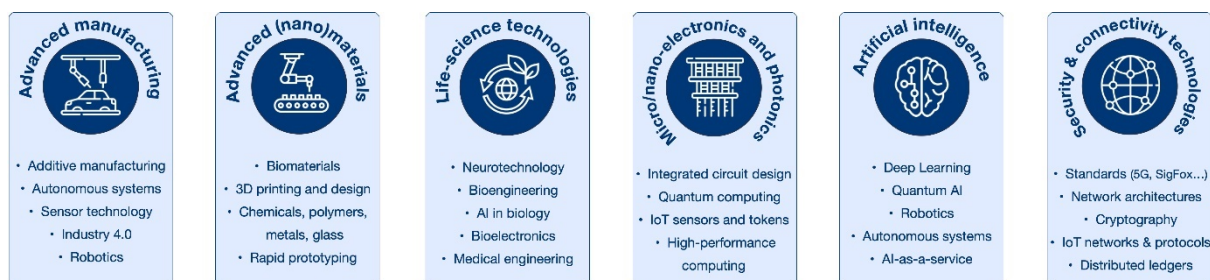 Advanced manufacturing
• Additive manufacturing
• Autonomous systems
• Sensor technology
• Industry 4.0
• Robotics
Advanced (nano)materials
• Biomaterials
• 3D printing and design
• Chemicals, polymers,
metals, glass
• Rapid prototyping
Life-science technologies
• Neurotechnology
• Bioengineering
• AI in biology
• Bioelectronics
• Medical engineering
Micro/nano-electronics and photonics
• Integrated circuit design
• Quantum computing
• IoT sensors and tokens
• High-performance
computing
Artificial intelligence
• Deep Learning
• Quantum AI
• Robotics
• Autonomous systems
• AI-as-a-service
Security & connectivity technologies
• Standards (5G, SigFox...)
• Network architectures
• Cryptography
• IoT networks & protocols
• Distributed ledgers